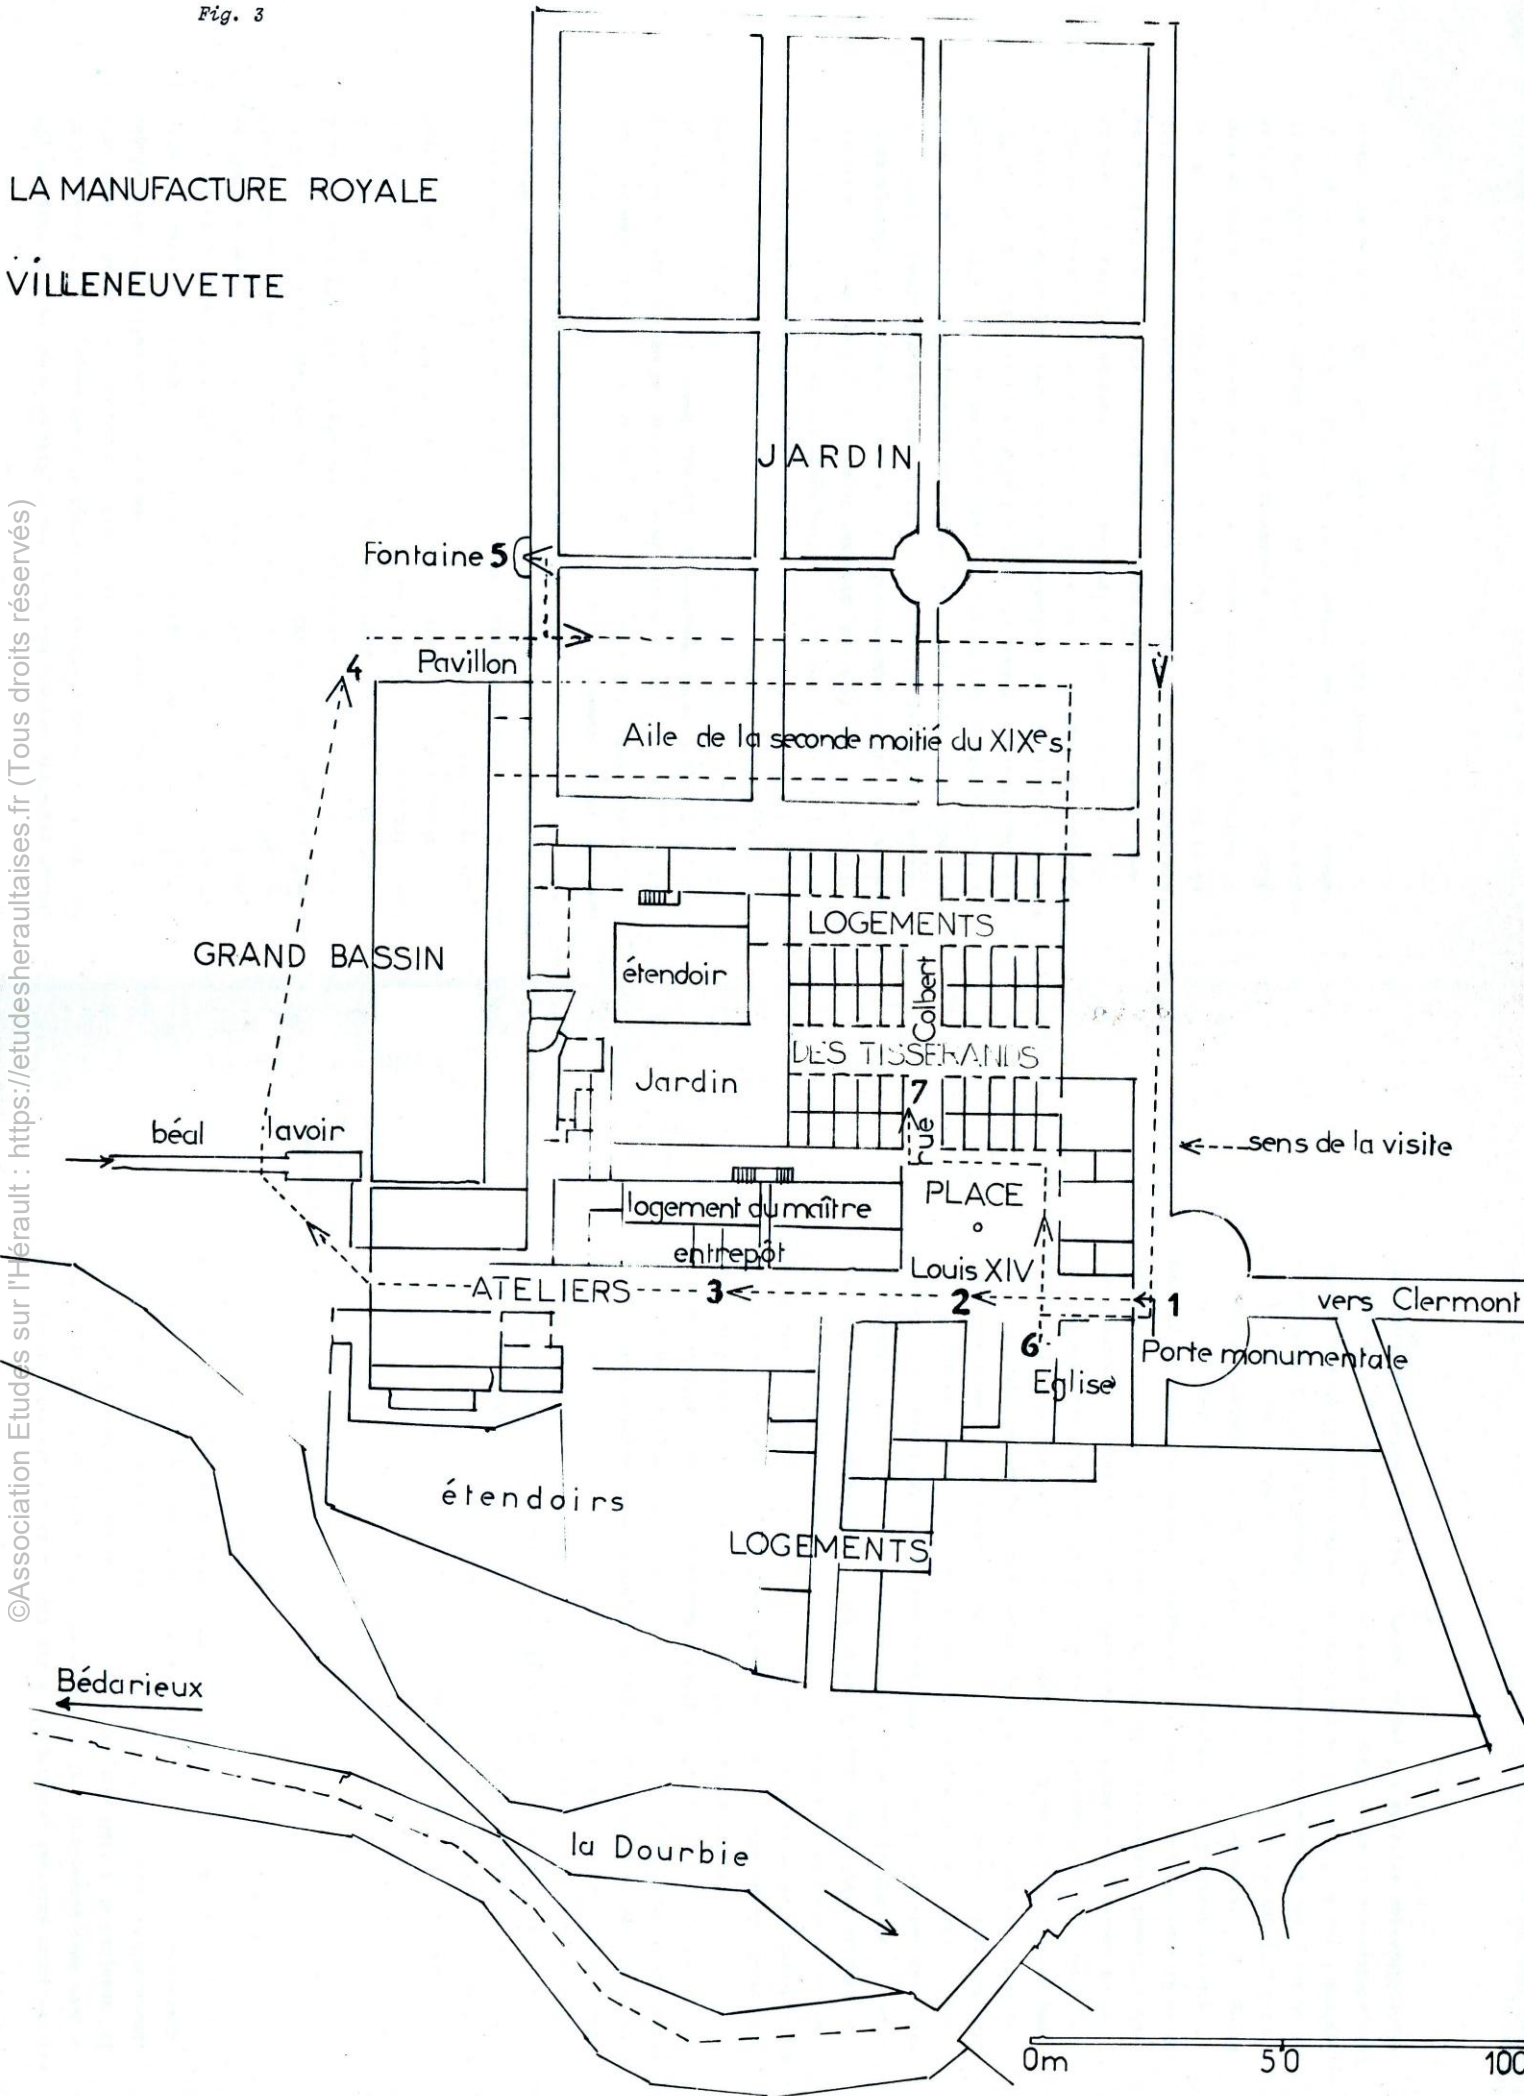 Fig. 3
LA MANUFACTURE ROYALE
VILLENEUVETTE
JARDIN
Fontaine 5
4
Pavillon
Aile de la seconde moitié du XIXe s
LOGEMENTS
GRAND BASSIN
étendoir
rue Colbert
DES TISSERANDS
Jardin
7
béal
lavoir
sens de la visite
PLACE
logement du maître
entrepôt
Louis XIV
ATELIERS
3
2
1
vers Clermont
6
Porte monumentale
Eglise
étendoirs
LOGEMENTS
Bédarieux
la Dourbie
0m
50
100
©Association Etudes sur l'Hérault : https://etudesheraultaises.fr (Tous droits réservés)